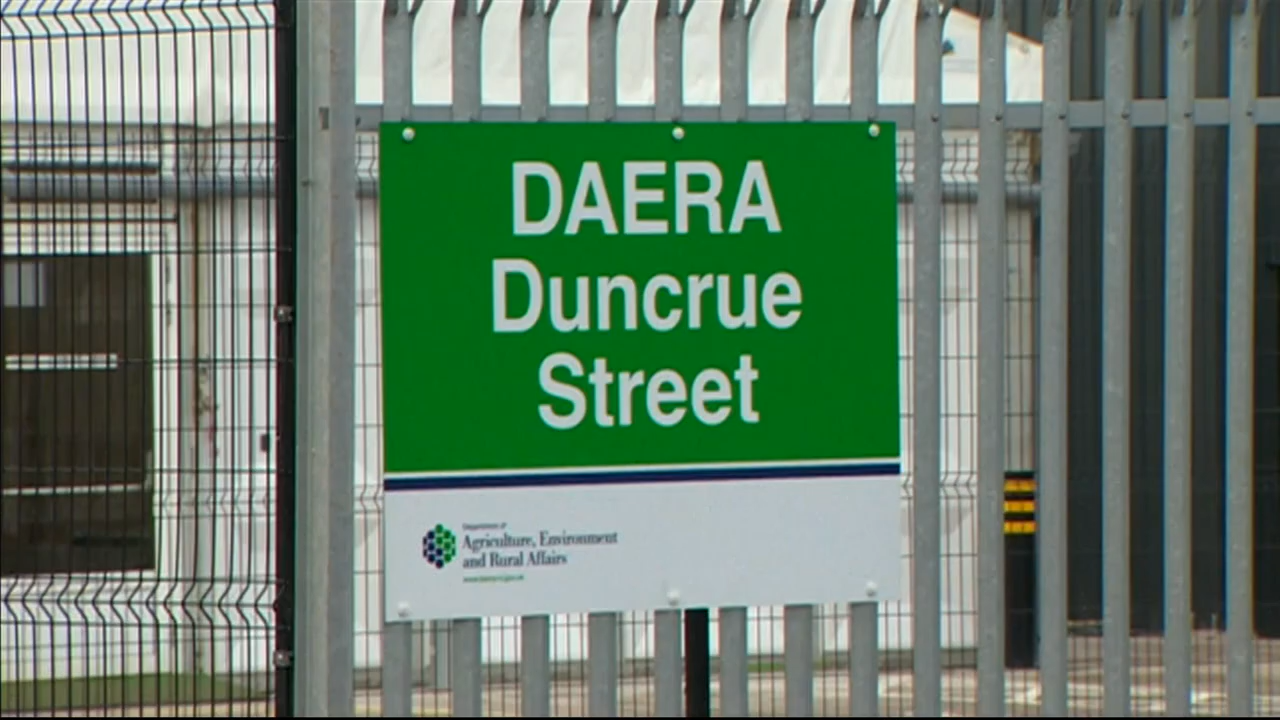 DAERA
Duncrue
Street
Department of
Agriculture, Environment
and Rural Affairs